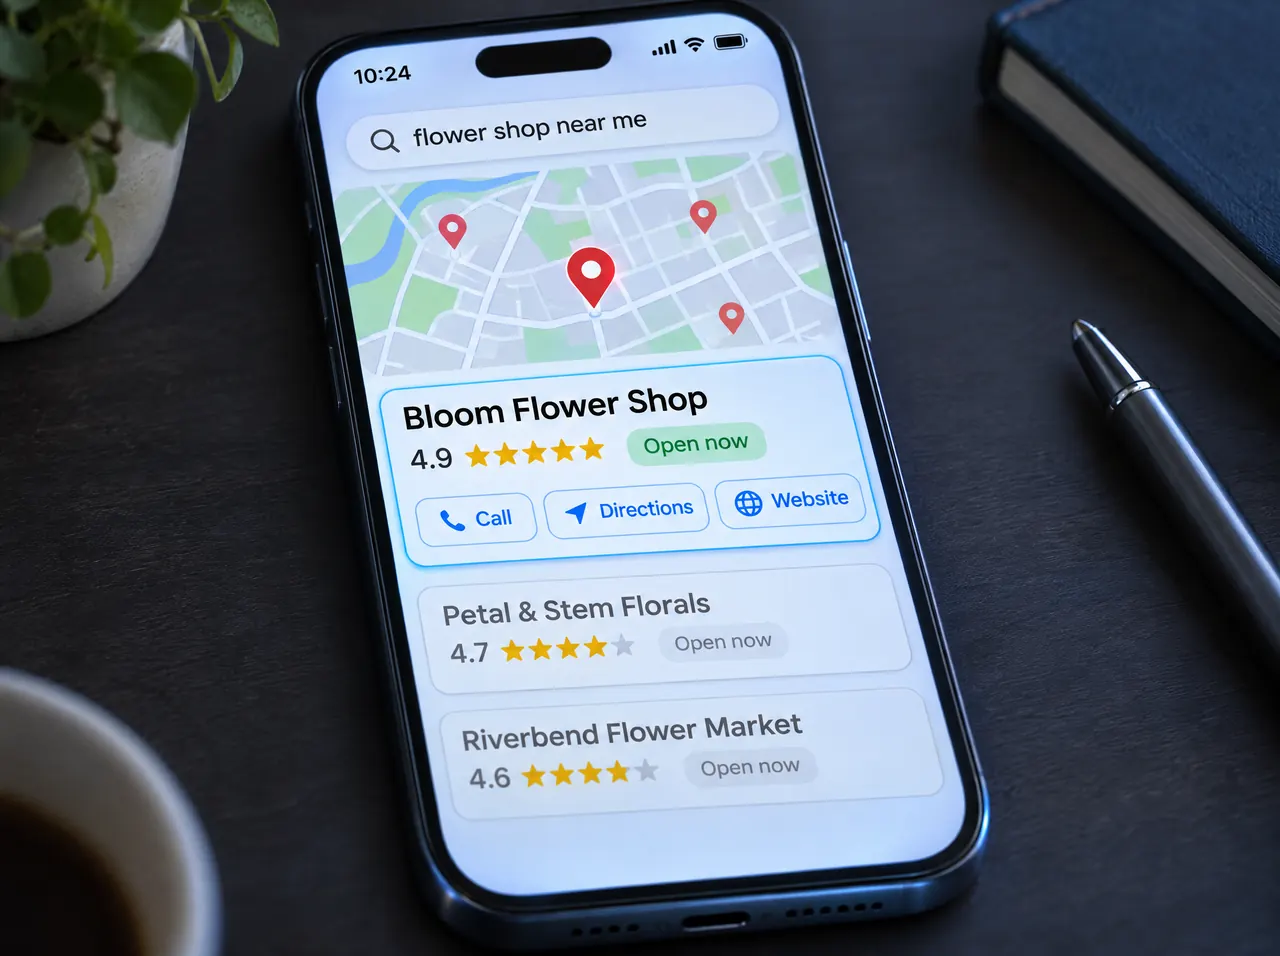 10:24
flower shop near me
Bloom Flower Shop
4.9 Open now
Call Directions Website
Petal & Stem Florals
4.7 Open now
Riverbend Flower Market
4.6 Open now